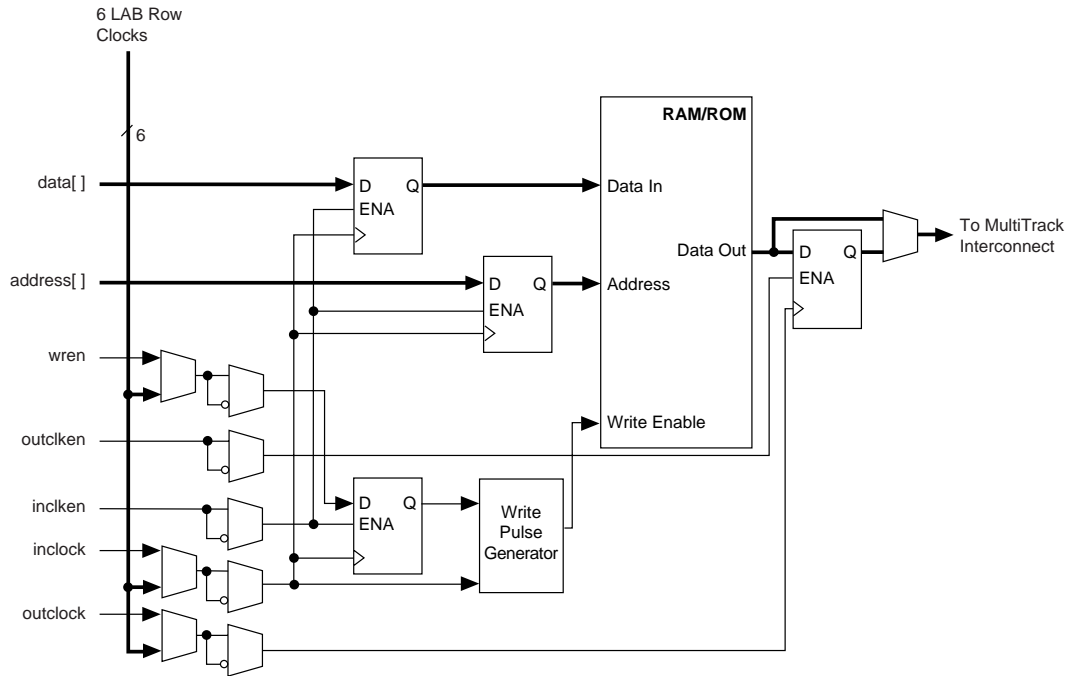 6 LAB Row
Clocks
6
RAM/ROM
data[ ]
D Q
ENA
Data In
To MultiTrack
Interconnect
Data Out
D Q
ENA
address[ ]
D Q
ENA
Address
wren
Write Enable
outclken
inclken
D Q
ENA
Write
Pulse
Generator
inclock
outclock